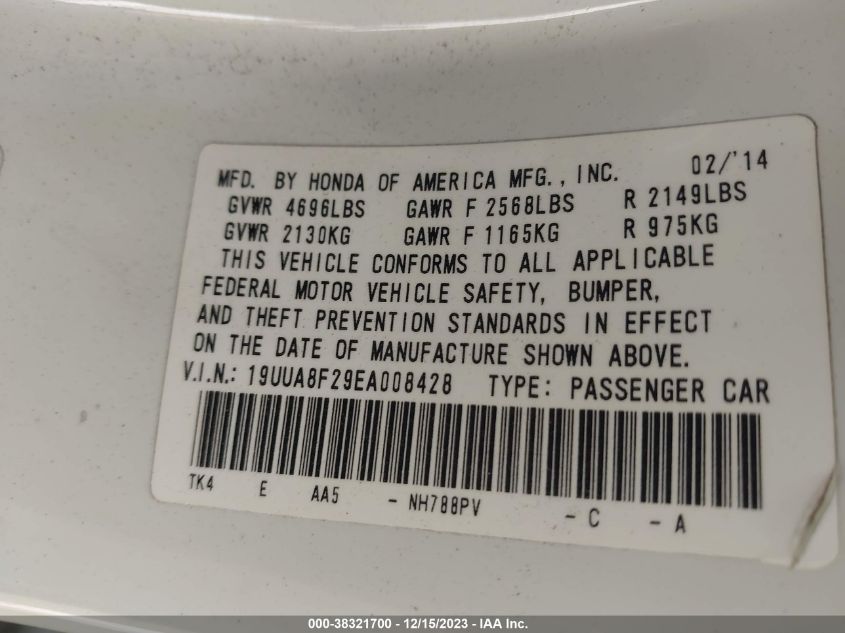 02/'14
MFD. BY HONDA OF AMERICA MFG., INC.
GVWR 4696LBS GAWR F 2568LBS R 2149LBS
GVWR 2130KG GAWR F 1165KG R 975KG
THIS VEHICLE CONFORMS TO ALL APPLICABLE
FEDERAL MOTOR VEHICLE SAFETY, BUMPER,
AND THEFT PREVENTION STANDARDS IN EFFECT
ON THE DATE OF MANUFACTURE SHOWN ABOVE.
V.I.N.: 19UUA8F29EA008428 TYPE: PASSENGER CAR
TK4 E AA5 - NH788PV - C - A
000-38321700 - 12/15/2023 - IAA Inc.